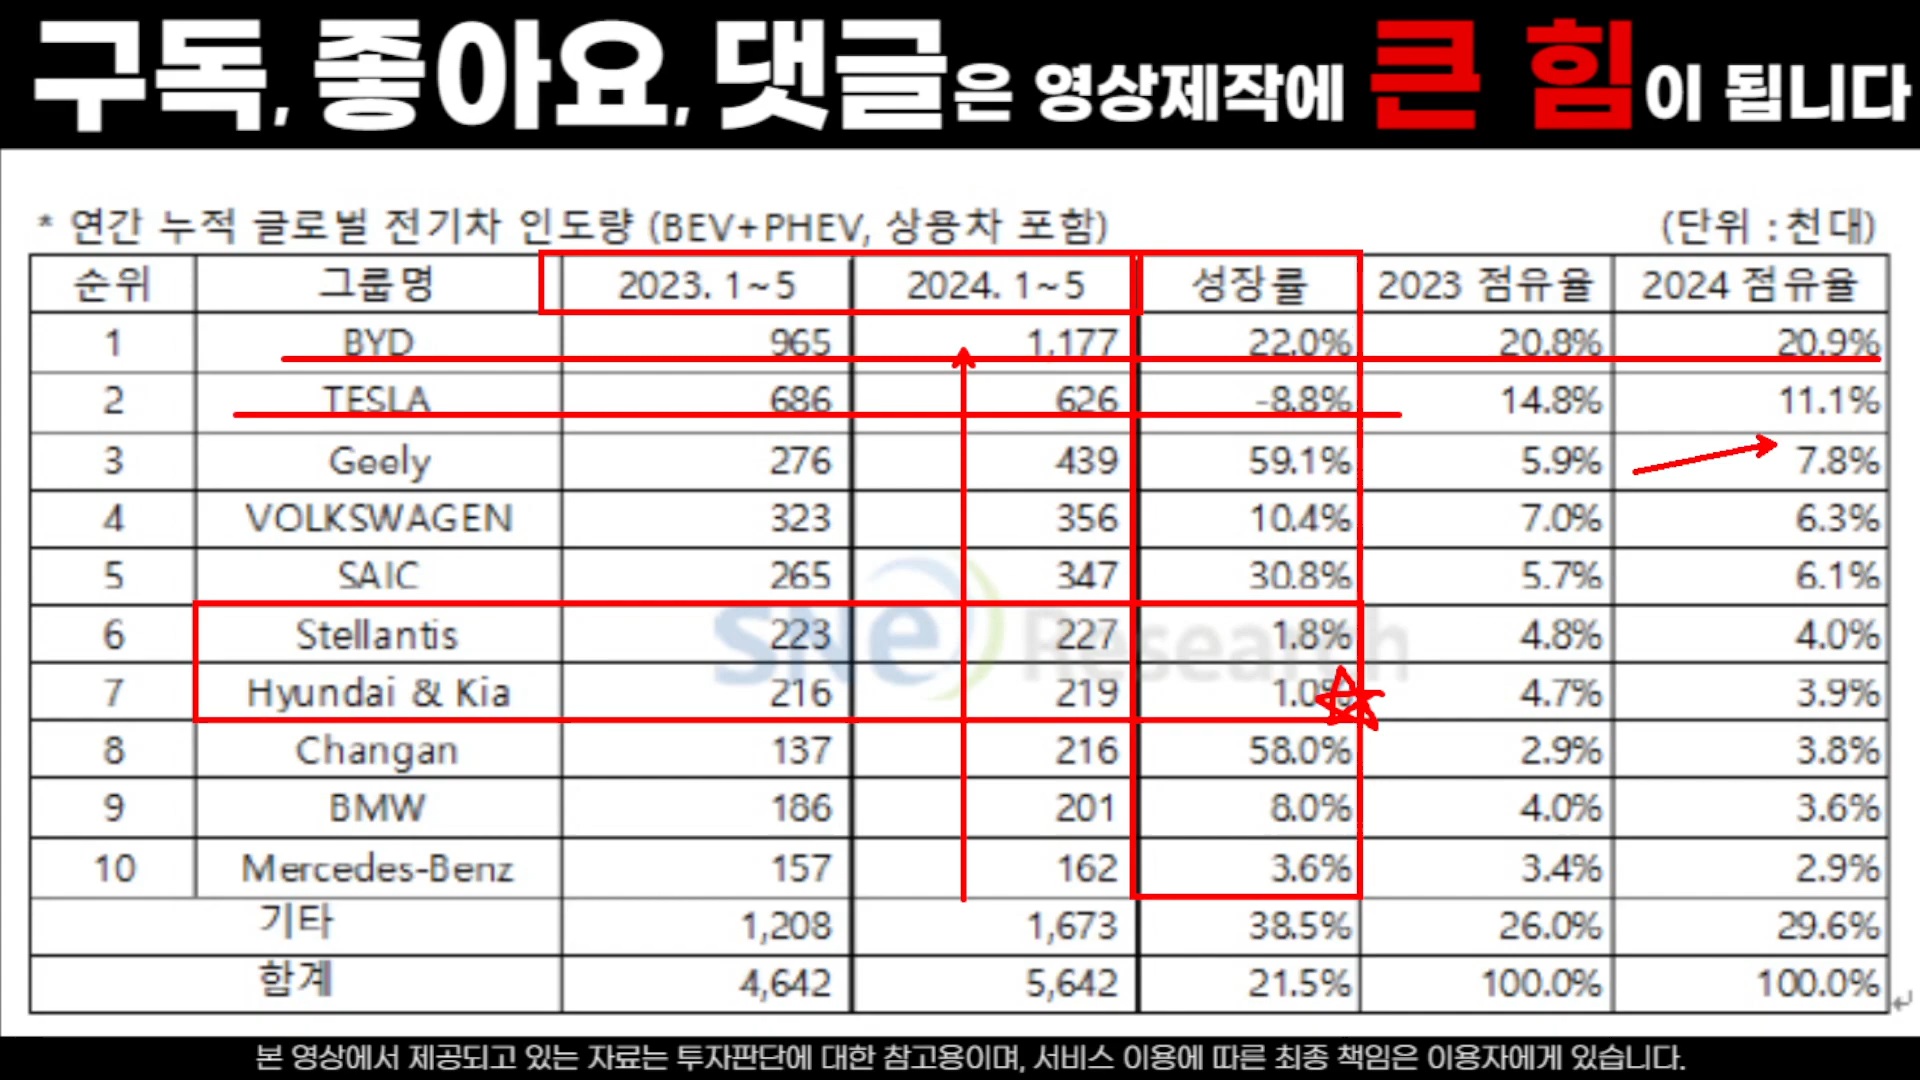 구독, 좋아요, 댓글은 영상제작에 큰 힘이 됩니다
* 연간 누적 글로벌 전기차 인도량 (BEV+PHEV, 상용차 포함) (단위 : 천대)
순위 그룹명 2023. 1~5 2024. 1~5 성장률 2023 점유율 2024 점유율
1 BYD 965 1,177 22.0% 20.8% 20.9%
2 TESLA 686 626 -8.8% 14.8% 11.1%
3 Geely 276 439 59.1% 5.9% 7.8%
4 VOLKSWAGEN 323 356 10.4% 7.0% 6.3%
5 SAIC 265 347 30.8% 5.7% 6.1%
6 Stellantis 223 227 1.8% 4.8% 4.0%
7 Hyundai & Kia 216 219 1.0% 4.7% 3.9%
8 Changan 137 216 58.0% 2.9% 3.8%
9 BMW 186 201 8.0% 4.0% 3.6%
10 Mercedes-Benz 157 162 3.6% 3.4% 2.9%
기타 1,208 1,673 38.5% 26.0% 29.6%
합계 4,642 5,642 21.5% 100.0% 100.0%
SNe Research
본 영상에서 제공되고 있는 자료는 투자판단에 대한 참고용이며, 서비스 이용에 따른 최종 책임은 이용자에게 있습니다.